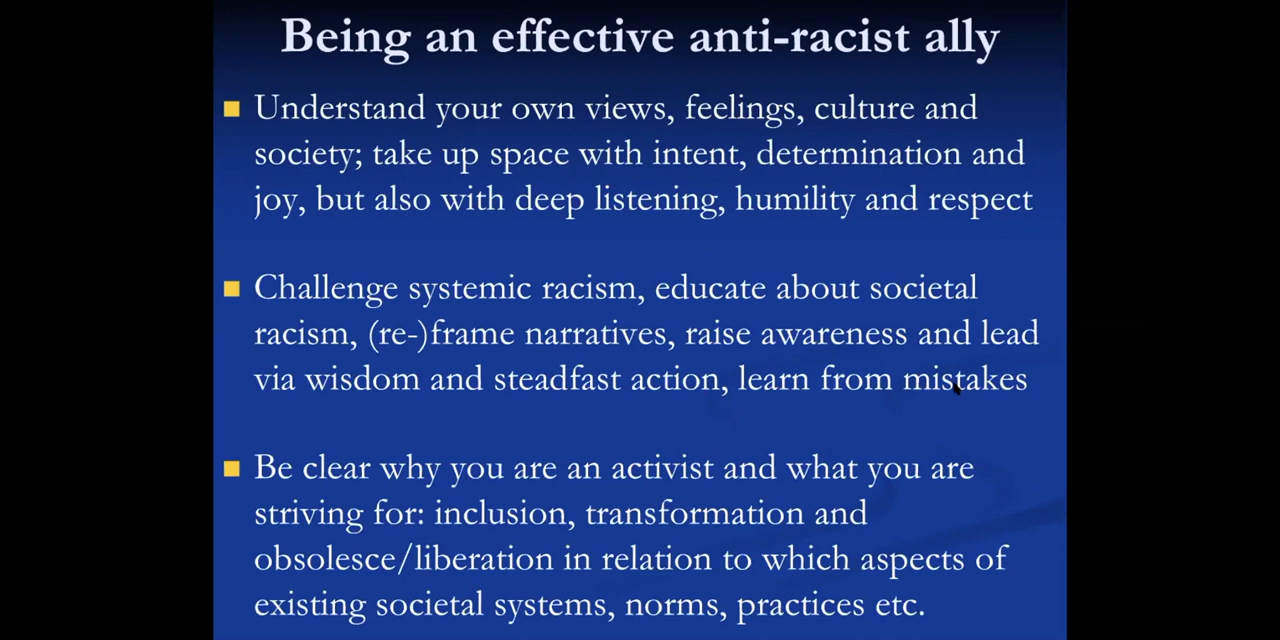 Being an effective anti-racist ally
Understand your own views, feelings, culture and
society; take up space with intent, determination and
joy, but also with deep listening, humility and respect
Challenge systemic racism, educate about societal
racism, (re-)frame narratives, raise awareness and lead
via wisdom and steadfast action, learn from mistakes
Be clear why you are an activist and what you are
striving for: inclusion, transformation and
obsolesce/liberation in relation to which aspects of
existing societal systems, norms, practices etc.